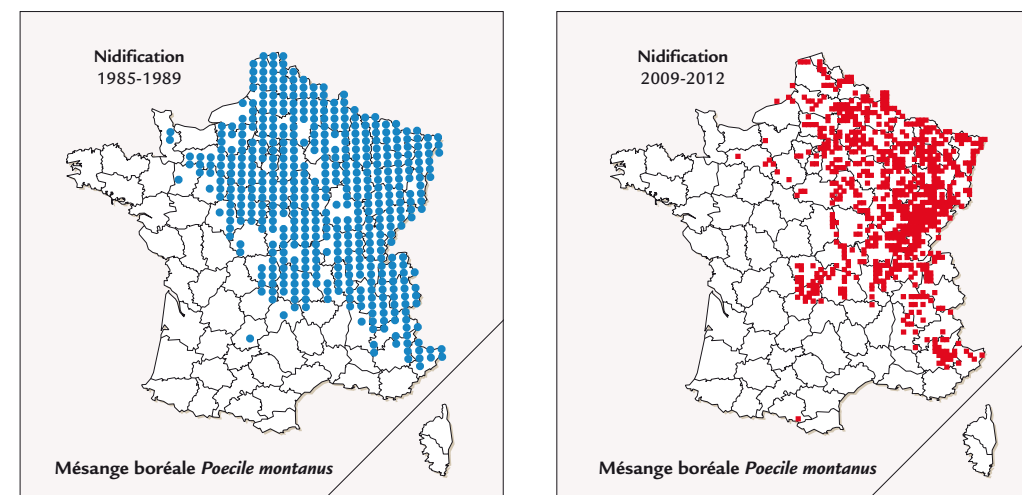 Nidification
1985-1989
Mésange boréale Poecile montanus
Nidification
2009-2012
Mésange boréale Poecile montanus